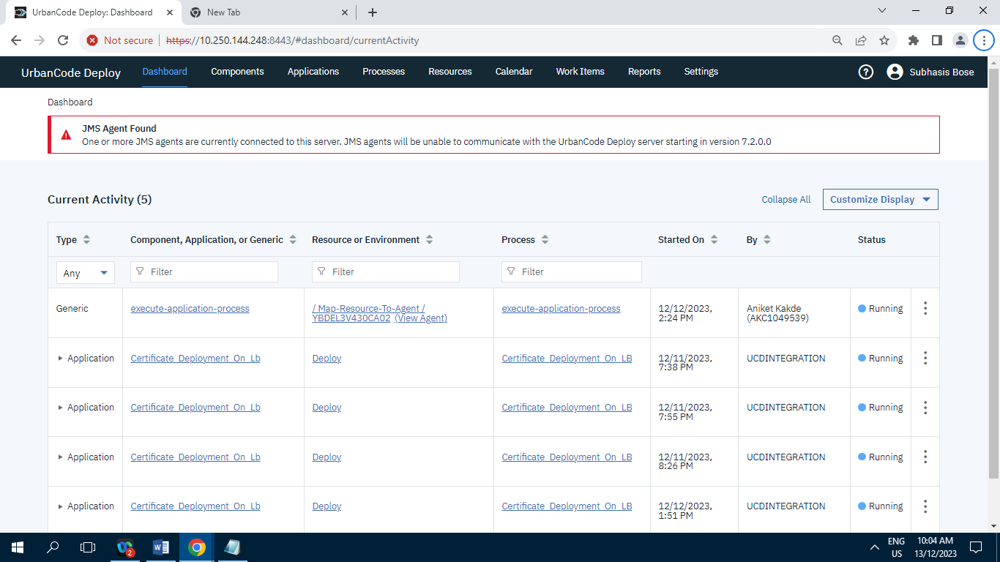 UrbanCode Deploy: Dashboard
New Tab
Not secure
https://10.250.144.248:8443/#dashboard/currentActivity
UrbanCode Deploy
Dashboard
Components
Applications
Processes
Resources
Calendar
Work Items
Reports
Settings
Subhasis Bose
Dashboard
JMS Agent Found
One or more JMS agents are currently connected to this server. JMS agents will be unable to communicate with the UrbanCode Deploy server starting in version 7.2.0.0
Current Activity (5)
Collapse All
Customize Display
Type
Component, Application, or Generic
Resource or Environment
Process
Started On
By
Status
Any
Filter
Filter
Filter
Generic
execute-application-process
/ Map-Resource-To-Agent /
YBDEL3V430CA02 (View Agent)
execute-application-process
12/12/2023,
2:24 PM
Aniket Kakde
(AKC1049539)
Running
Application
Certificate_Deployment_On_Lb
Deploy
Certificate_Deployment_On_LB
12/11/2023,
7:38 PM
UCDINTEGRATION
Running
Application
Certificate_Deployment_On_Lb
Deploy
Certificate_Deployment_On_LB
12/11/2023,
7:55 PM
UCDINTEGRATION
Running
Application
Certificate_Deployment_On_Lb
Deploy
Certificate_Deployment_On_LB
12/11/2023,
8:26 PM
UCDINTEGRATION
Running
Application
Certificate_Deployment_On_Lb
Deploy
Certificate_Deployment_On_LB
12/12/2023,
1:51 PM
UCDINTEGRATION
Running
2
ENG
US
10:04 AM
13/12/2023